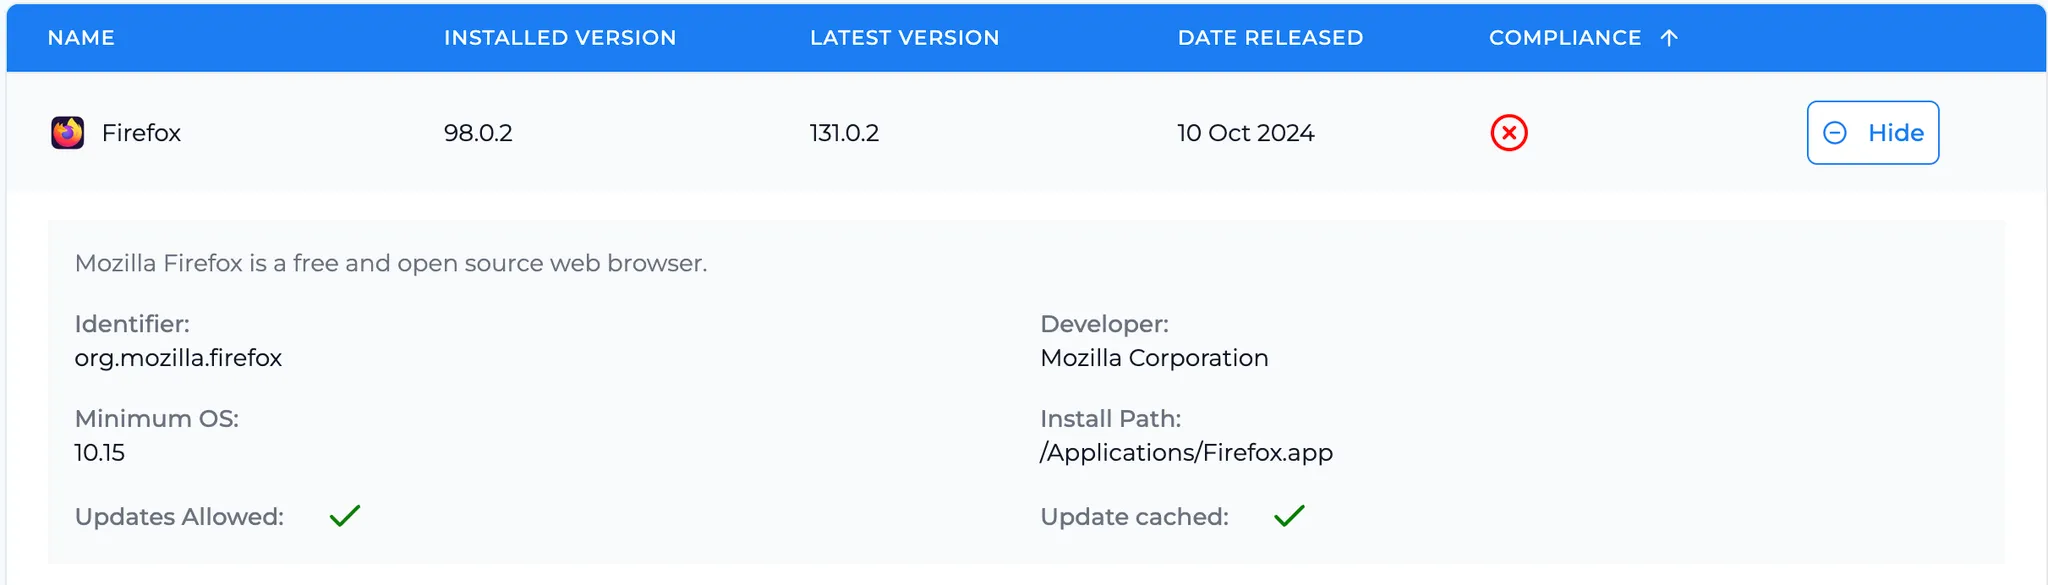 NAME INSTALLED VERSION LATEST VERSION DATE RELEASED COMPLIANCE
Firefox 98.0.2 131.0.2 10 Oct 2024 Hide
Mozilla Firefox is a free and open source web browser.
Identifier: Developer:
org.mozilla.firefox Mozilla Corporation
Minimum OS: Install Path:
10.15 /Applications/Firefox.app
Updates Allowed: Update cached: